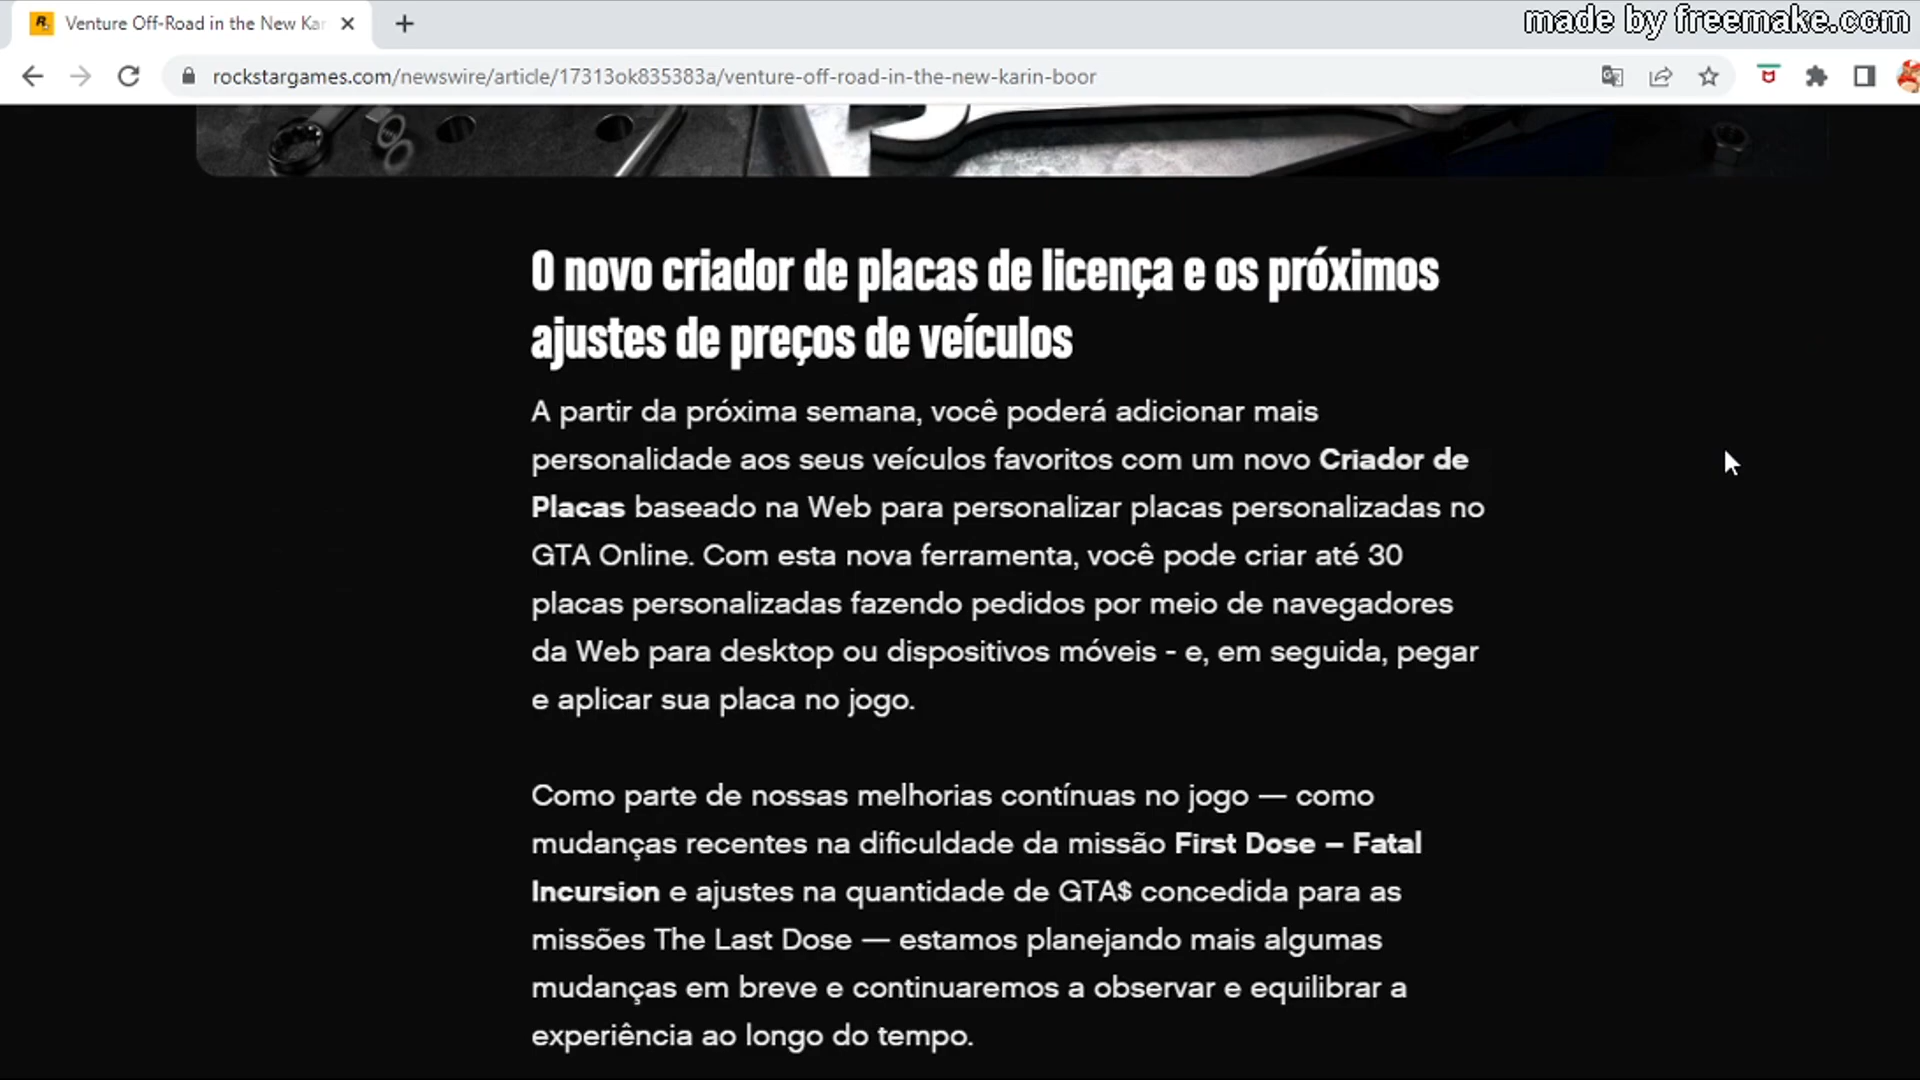 made by freemake.com
Venture Off-Road in the New Kar
rockstargames.com/newswire/article/17313ok835383a/venture-off-road-in-the-new-karin-boor
O novo criador de placas de licença e os próximos
ajustes de preços de veículos
A partir da próxima semana, você poderá adicionar mais
personalidade aos seus veículos favoritos com um novo Criador de
Placas baseado na Web para personalizar placas personalizadas no
GTA Online. Com esta nova ferramenta, você pode criar até 30
placas personalizadas fazendo pedidos por meio de navegadores
da Web para desktop ou dispositivos móveis - e, em seguida, pegar
e aplicar sua placa no jogo.
Como parte de nossas melhorias contínuas no jogo — como
mudanças recentes na dificuldade da missão First Dose – Fatal
Incursion e ajustes na quantidade de GTA$ concedida para as
missões The Last Dose — estamos planejando mais algumas
mudanças em breve e continuaremos a observar e equilibrar a
experiência ao longo do tempo.